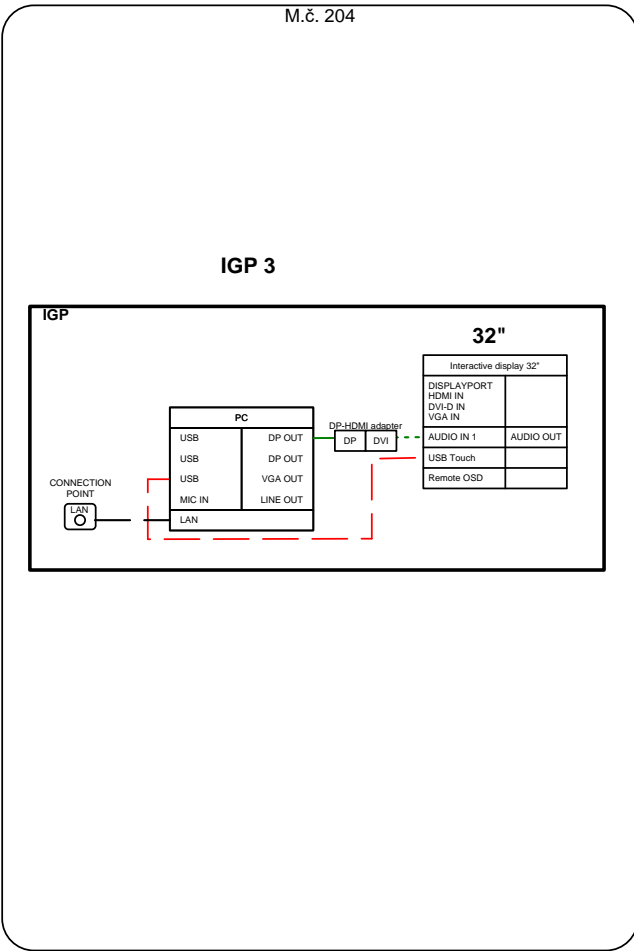 M.č. 204
IGP 3
IGP
32"
Interactive display 32"
DISPLAYPORT
HDMI IN
DVI-D IN
VGA IN
AUDIO IN 1 AUDIO OUT
USB Touch
Remote OSD
DP-HDMI adapter
DP DVI
PC
USB DP OUT
USB DP OUT
USB VGA OUT
MIC IN LINE OUT
LAN
CONNECTION
POINT
LAN